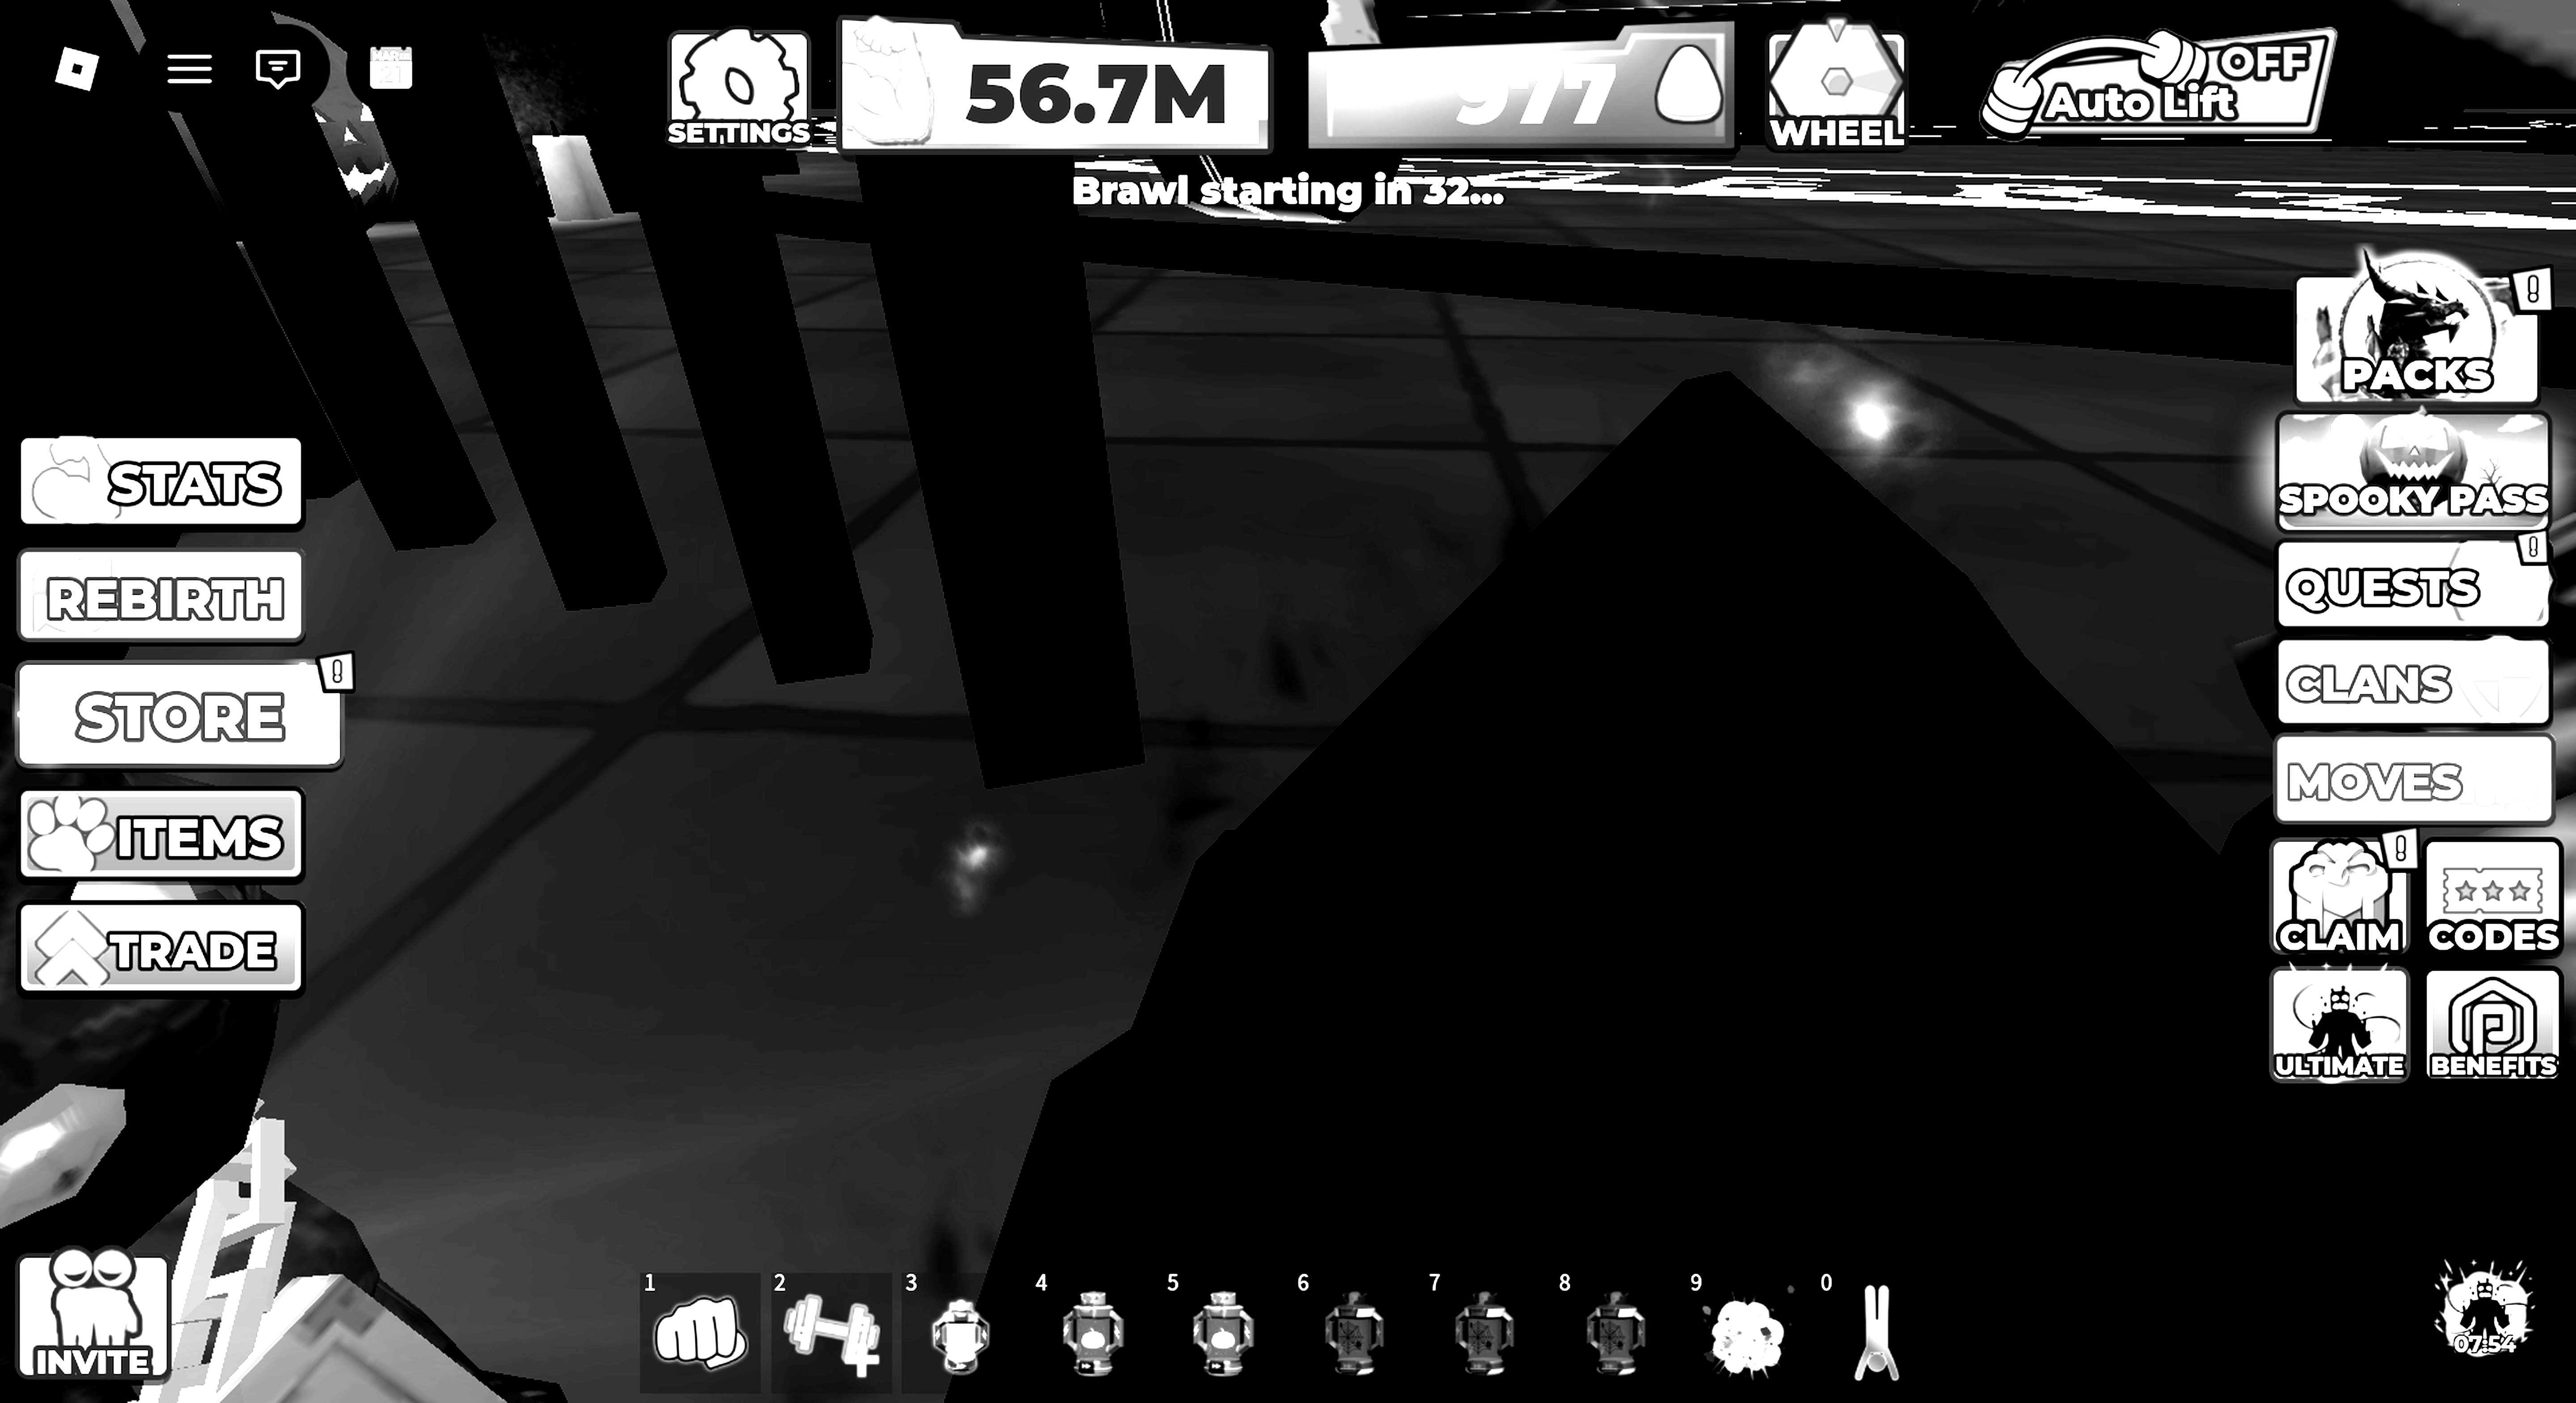 SETTINGS
56.7M
977
WHEEL
OFF
Auto Lift
Brawl starting in 32...
PACKS
SPOOKY PASS
QUESTS
CLANS
MOVES
CLAIM
CODES
ULTIMATE
BENEFITS
STATS
REBIRTH
STORE
ITEMS
TRADE
INVITE
1 2 3 4 5 6 7 8 9 0
07:54